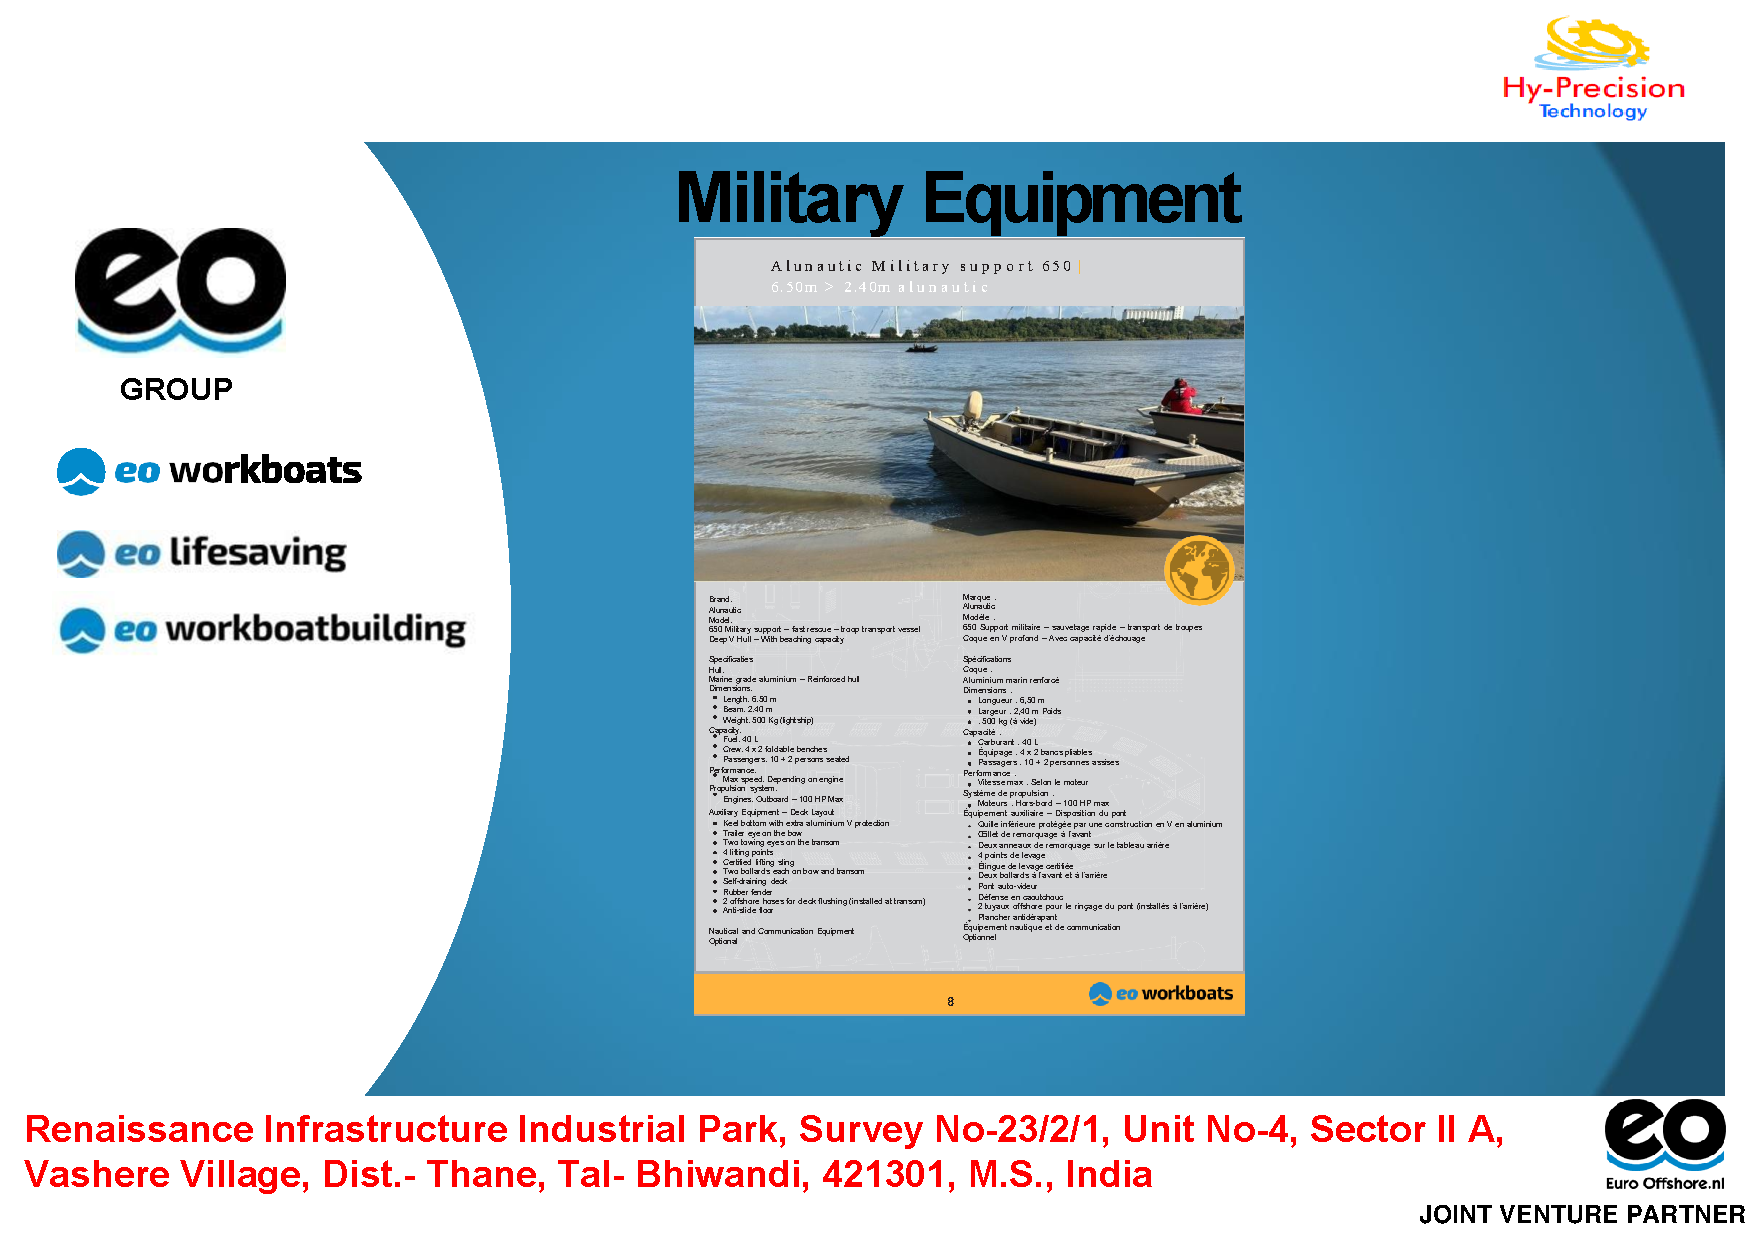 Hy-Precision
Technology
Military Equipment
eo
GROUP
eo workboats
eo lifesaving
eo workboatbuilding
Alunautic Military support 650 |
6.50m > 2.40m alunautic
Brand.
Alunautic
Model.
650 Military support – fast rescue – troop transport vessel
Deep V Hull – With beaching capacity
Specificaties
Hull.
Marine grade aluminium – Reinforced hull
Dimensions.
• Length. 6.50 m
• Beam. 2.40 m
• Weight. 500 Kg (lightship)
Capacity.
• Fuel. 40 L
• Crew. 4 x 2 foldable benches
• Passengers. 10 + 2 persons seated
Performance.
• Max speed. Depending on engine
Propulsion system.
• Engines. Outboard – 100 HP Max
Auxiliary Equipment – Deck Layout
• Keel bottom with extra aluminium V protection
• Trailer eye on the bow
• Two towing eyes on the transom
• 4 lifting points
• Certified lifting sling
• Two bollards each on bow and transom
• Self-draining deck
• Rubber fender
• 2 offshore hoses for deck flushing (installed at transom)
• Anti-slide floor
Nautical and Communication Equipment
Optional
Marque .
Alunautic
Modèle .
650 Support militaire – sauvetage rapide – transport de troupes
Coque en V profond – Avec capacité d'échouage
Spécifications
Coque .
Aluminium marin renforcé
Dimensions .
• Longueur . 6,50 m
• Largeur . 2,40 m Poids
• . 500 kg (à vide)
Capacité .
• Carburant . 40 L
• Équipage . 4 x 2 bancs pliables
• Passagers . 10 + 2 personnes assises
Performance .
• Vitesse max . Selon le moteur
Système de propulsion .
• Moteurs . Hors-bord – 100 HP max
Équipement auxiliaire – Disposition du pont
• Quille inférieure protégée par une construction en V en aluminium
• Œillet de remorquage à l'avant
• Deux anneaux de remorquage sur le tableau arrière
• 4 points de levage
• Élingue de levage certifiée
• Deux bollards à l'avant et à l'arrière
• Pont auto-videur
• Défense en caoutchouc
• 2 tuyaux offshore pour le rinçage du pont (installés à l'arrière)
• Plancher antidérapant
Équipement nautique et de communication
Optionnel
8
eo workboats
Renaissance Infrastructure Industrial Park, Survey No-23/2/1, Unit No-4, Sector II A,
Vashere Village, Dist.- Thane, Tal- Bhiwandi, 421301, M.S., India
eo
Euro Offshore.nl
JOINT VENTURE PARTNER